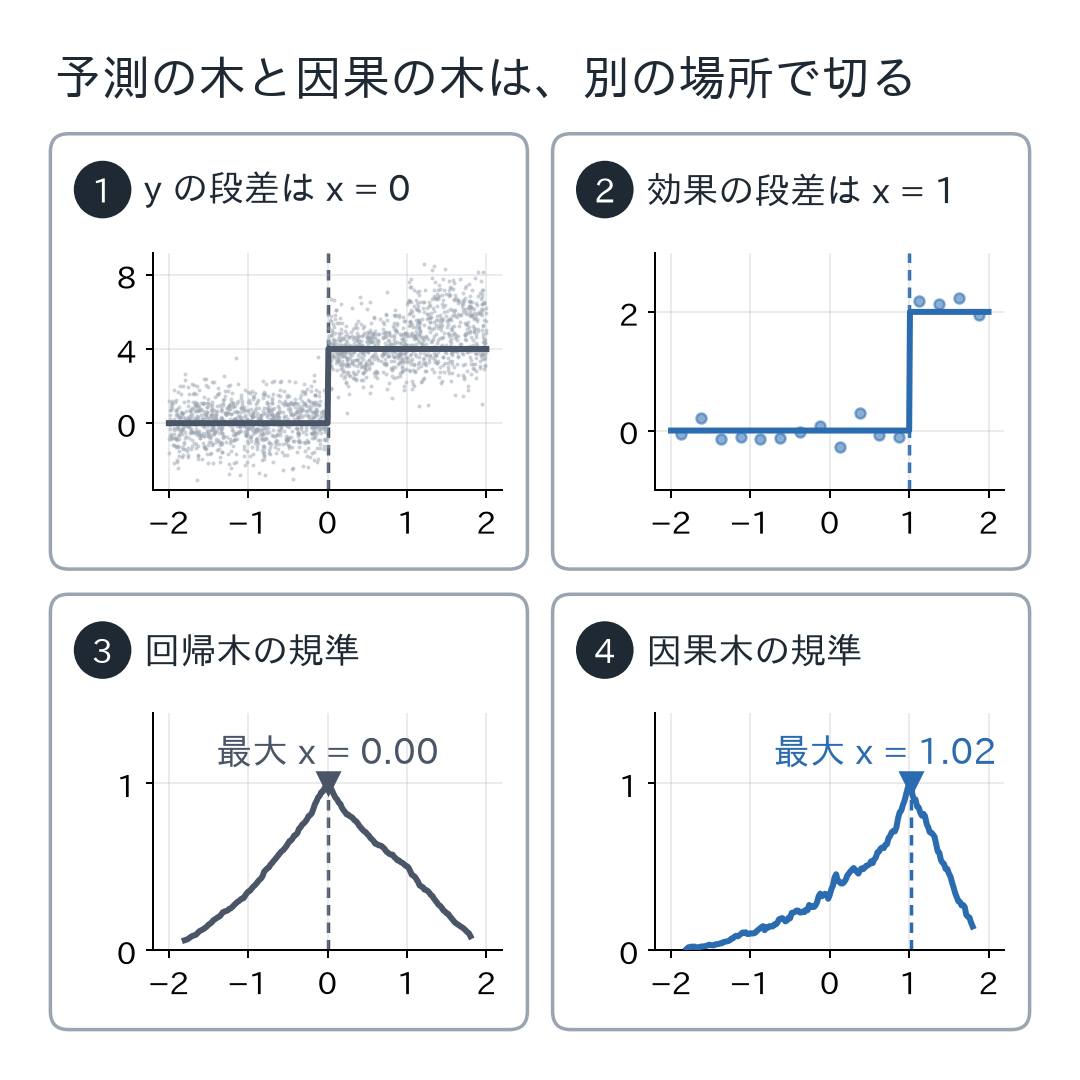 予測の木と因果の木は、別の場所で切る
1 y の段差は x = 0
8
4
0
−2 −1 0 1 2
2 効果の段差は x = 1
2
0
−2 −1 0 1 2
3 回帰木の規準
最大 x = 0.00
1
0
−2 −1 0 1 2
4 因果木の規準
最大 x = 1.02
1
0
−2 −1 0 1 2